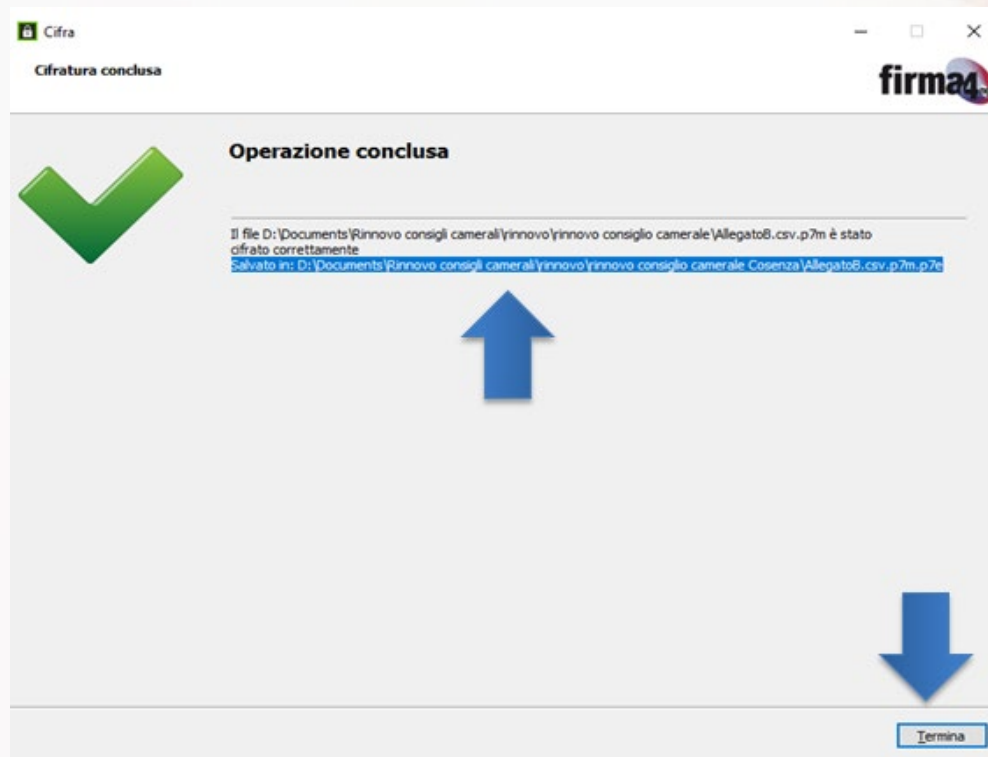 Cifra
Cifratura conclusa
firma4
Operazione conclusa
Il file D:\Documents\Rinnovo consigli camerali\rinnovo\rinnovo consiglio camerale\AllegatoB.csv.p7m è stato
cifrato correttamente
Salvato in: D:\Documents\Rinnovo consigli camerali\rinnovo\rinnovo consiglio camerale Cosenza\AllegatoB.csv.p7m.p7e
Termina